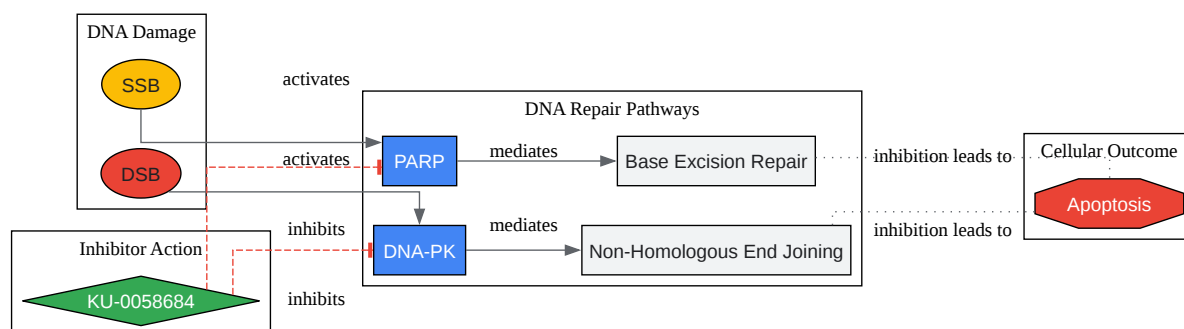 DNA Damage
SSB
DSB
activates
activates
inhibits
inhibits
Inhibitor Action
KU-0058684
DNA Repair Pathways
PARP
mediates
Base Excision Repair
DNA-PK
mediates
Non-Homologous End Joining
inhibition leads to
inhibition leads to
Cellular Outcome
Apoptosis